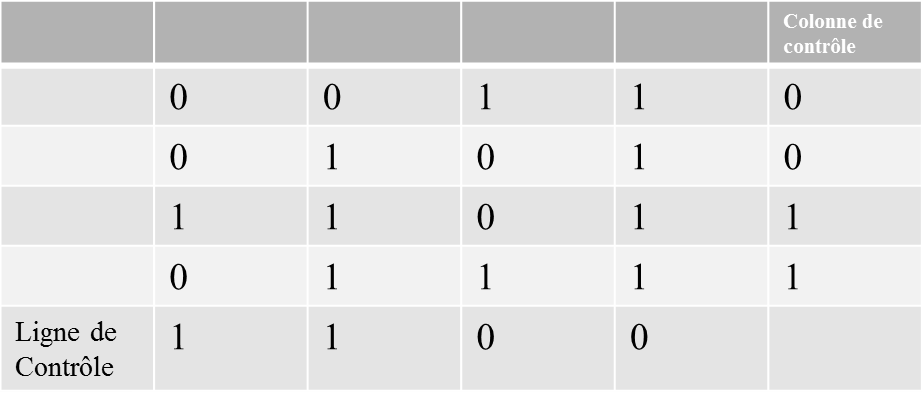 Colonne de
contrôle
0 0 1 1 0
0 1 0 1 0
1 1 0 1 1
0 1 1 1 1
Ligne de
Contrôle
1 1 0 0